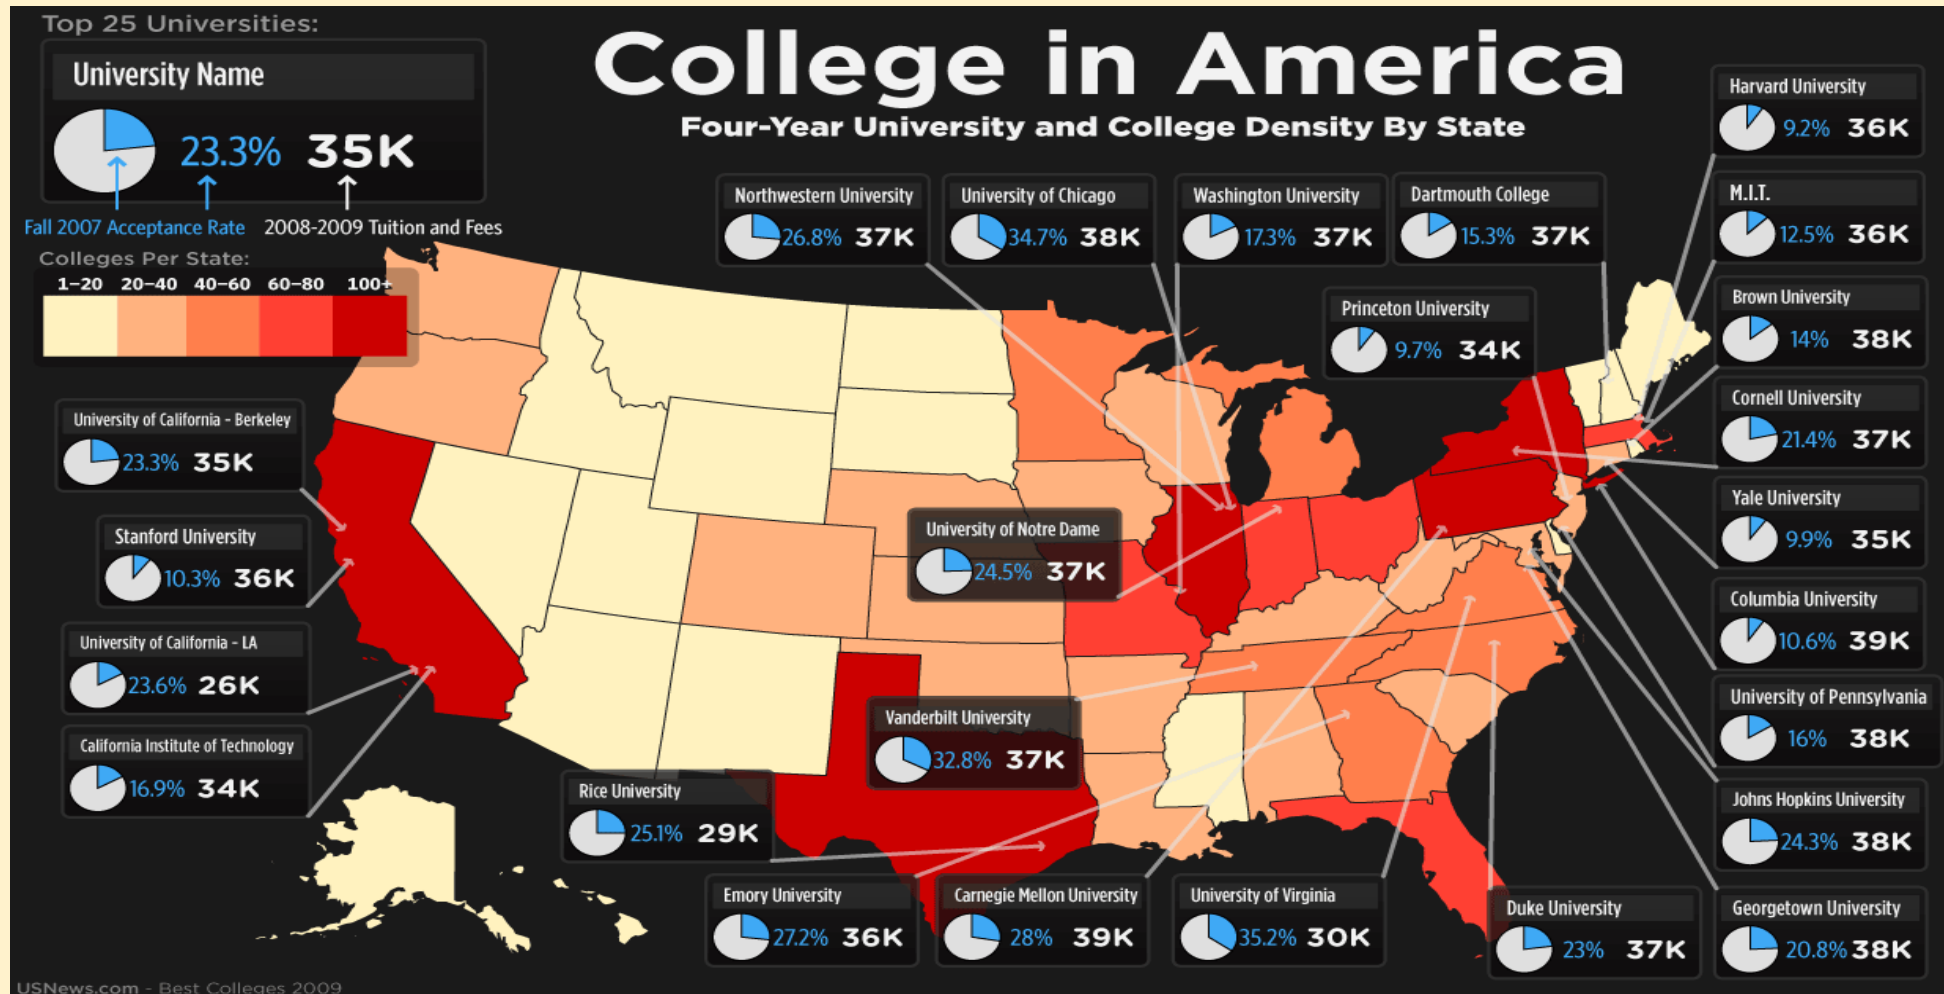 Top 25 Universities:
University Name
23.3% 35K
Fall 2007 Acceptance Rate 2008-2009 Tuition and Fees
College in America
Four-Year University and College Density By State
Colleges Per State:
1-20 20-40 40-60 60-80 100+
Northwestern University
26.8% 37K
University of Chicago
34.7% 38K
Washington University
17.3% 37K
Dartmouth College
15.3% 37K
Harvard University
9.2% 36K
M.I.T.
12.5% 36K
Princeton University
9.7% 34K
Brown University
14% 38K
Cornell University
21.4% 37K
Yale University
9.9% 35K
Columbia University
10.6% 39K
University of Pennsylvania
16% 38K
Johns Hopkins University
24.3% 38K
Georgetown University
20.8% 38K
University of California - Berkeley
23.3% 35K
Stanford University
10.3% 36K
University of California - LA
23.6% 26K
California Institute of Technology
16.9% 34K
University of Notre Dame
24.5% 37K
Vanderbilt University
32.8% 37K
Rice University
25.1% 29K
Emory University
27.2% 36K
Carnegie Mellon University
28% 39K
University of Virginia
35.2% 30K
Duke University
23% 37K
USNews.com - Best Colleges 2009